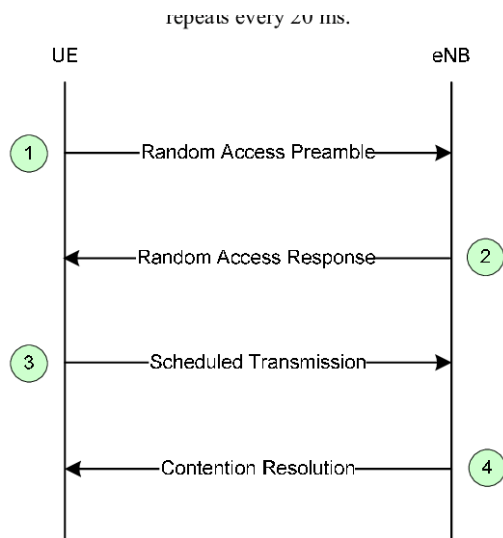 repeats every 20 ms.
UE eNB
1 Random Access Preamble
Random Access Response 2
3 Scheduled Transmission
Contention Resolution 4